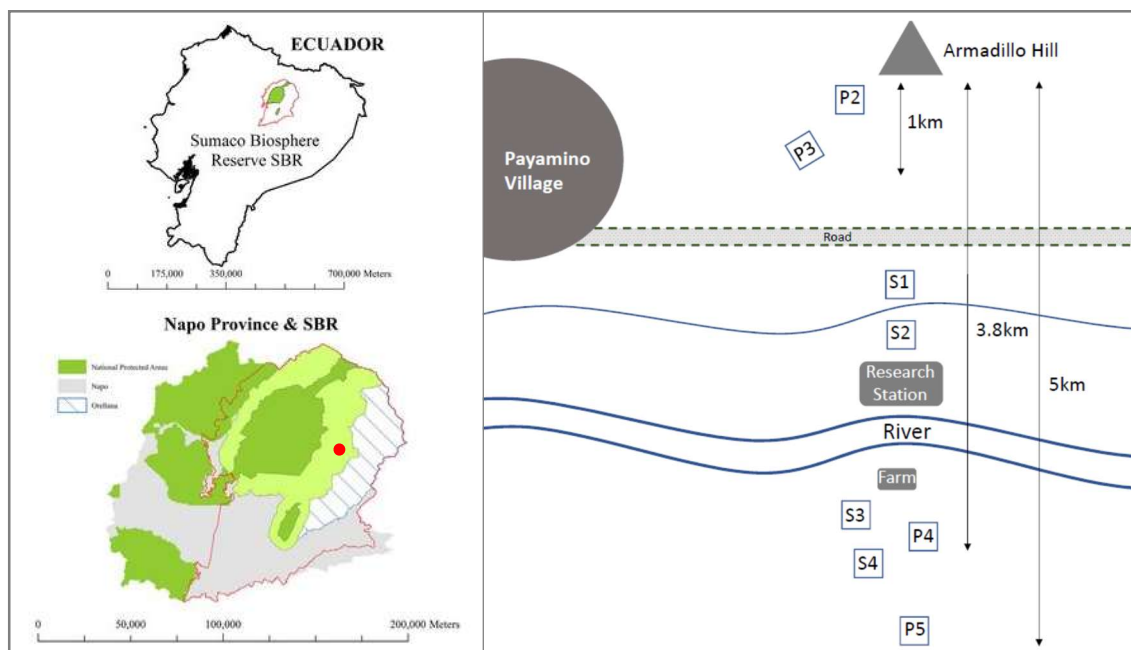 ECUADOR
Sumaco Biosphere
Reserve SBR
0 175,000 350,000 700,000 Meters
Napo Province & SBR
National Protected Areas
Napo
Orellana
0 50,000 100,000 200,000 Meters
Armadillo Hill
P2
1km
P3
Payamino
Village
Road
S1
S2
3.8km
Research
Station
5km
River
Farm
S3
P4
S4
P5